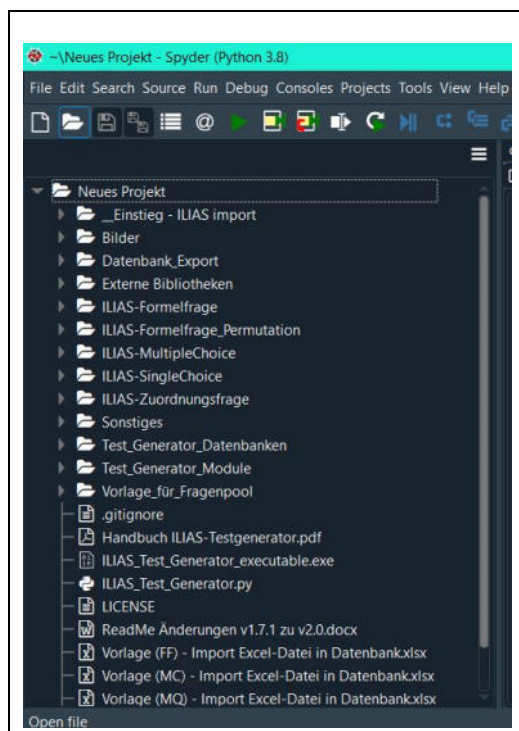 ~\Neues Projekt - Spyder (Python 3.8)
File Edit Search Source Run Debug Consoles Projects Tools View Help
Neues Projekt
__Einstieg - ILIAS import
Bilder
Datenbank_Export
Externe Bibliotheken
ILIAS-Formelfrage
ILIAS-Formelfrage_Permutation
ILIAS-MultipleChoice
ILIAS-SingleChoice
ILIAS-Zuordnungsfrage
Sonstiges
Test_Generator_Datenbanken
Test_Generator_Module
Vorlage_für_Fragenpool
.gitignore
Handbuch ILIAS-Testgenerator.pdf
ILIAS_Test_Generator_executable.exe
ILIAS_Test_Generator.py
LICENSE
ReadMe Änderungen v1.7.1 zu v2.0.docx
Vorlage (FF) - Import Excel-Datei in Datenbank.xlsx
Vorlage (MC) - Import Excel-Datei in Datenbank.xlsx
Vorlage (MQ) - Import Excel-Datei in Datenbank.xlsx
Open file